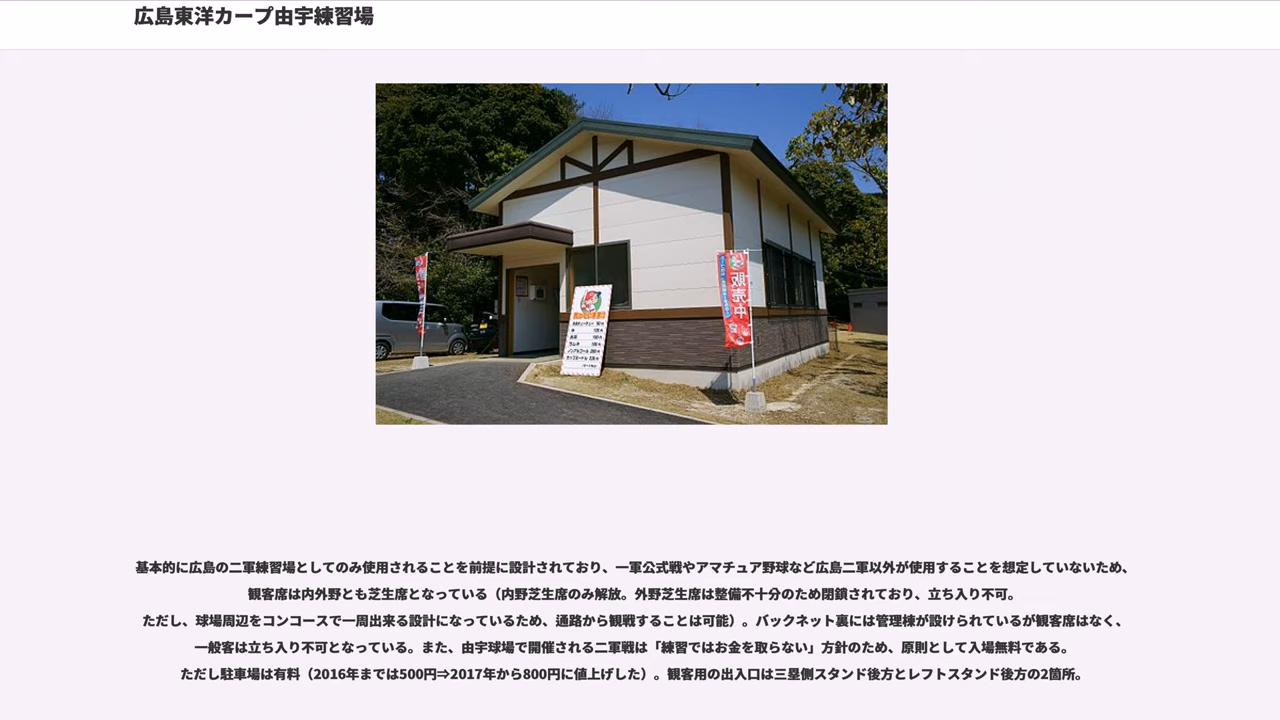 広島東洋カープ由宇練習場
販売中
基本的に広島の二軍練習場としてのみ使用されることを前提に設計されており、一軍公式戦やアマチュア野球など広島二軍以外が使用することを想定していないため、
観客席は内外野とも芝生席となっている（内野芝生席のみ解放。外野芝生席は整備不十分のため閉鎖されており、立ち入り不可。
ただし、球場周辺をコンコースで一周出来る設計になっているため、通路から観戦することは可能）。バックネット裏には管理棟が設けられているが観客席はなく、
一般客は立ち入り不可となっている。また、由宇球場で開催される二軍戦は「練習ではお金を取らない」方針のため、原則として入場無料である。
ただし駐車場は有料（2016年までは500円⇒2017年から800円に値上げした）。観客用の出入口は三塁側スタンド後方とレフトスタンド後方の2箇所。